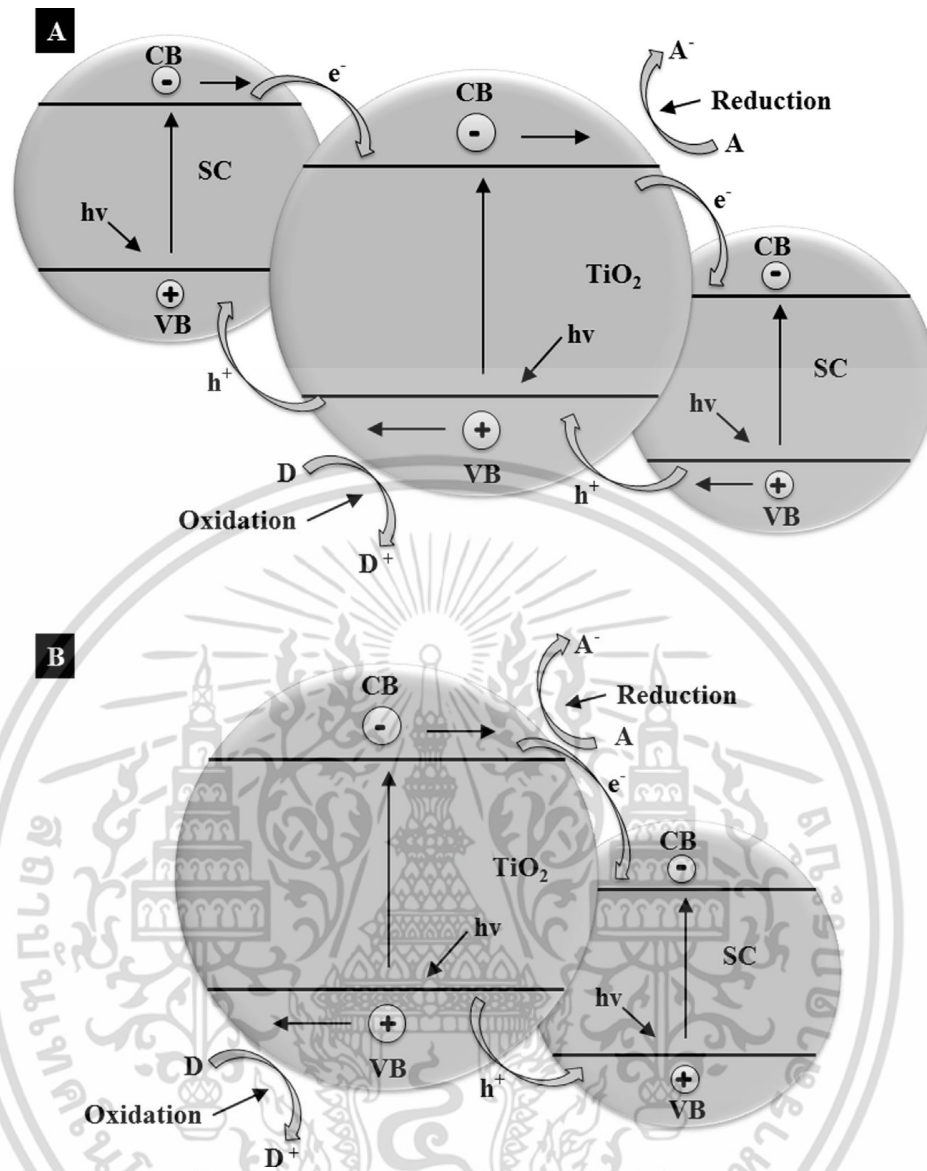 A
CB
-
e-
SC
hv
+
VB
h+
CB
-
TiO2
hv
+
VB
A-
Reduction
A
e-
CB
-
SC
hv
+
VB
h+
D
Oxidation
D+
B
CB
-
TiO2
hv
+
VB
A-
Reduction
A
e-
CB
-
SC
hv
+
VB
h+
D
Oxidation
D+